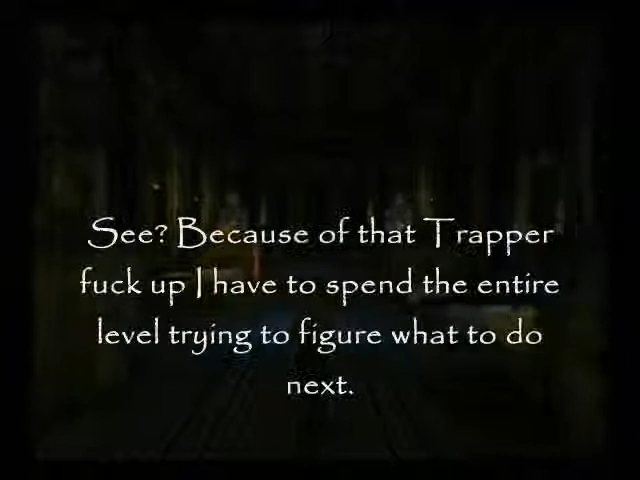 See? Because of that Trapper
fuck up I have to spend the entire
level trying to figure what to do
next.